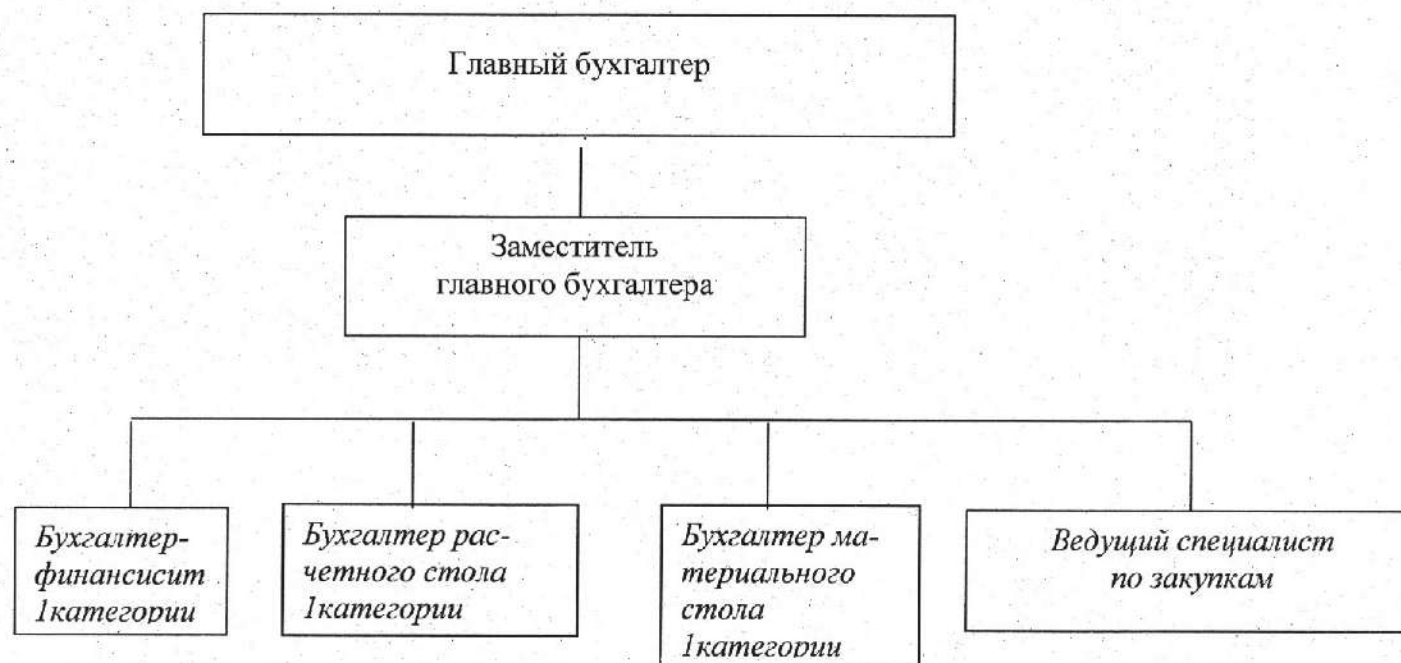 Главный бухгалтер
Заместитель
главного бухгалтера
Бухгалтер-
финансисит
1категории
Бухгалтер рас-
четного стола
1категории
Бухгалтер ма-
териального
стола
1категории
Ведущий специалист
по закупкам